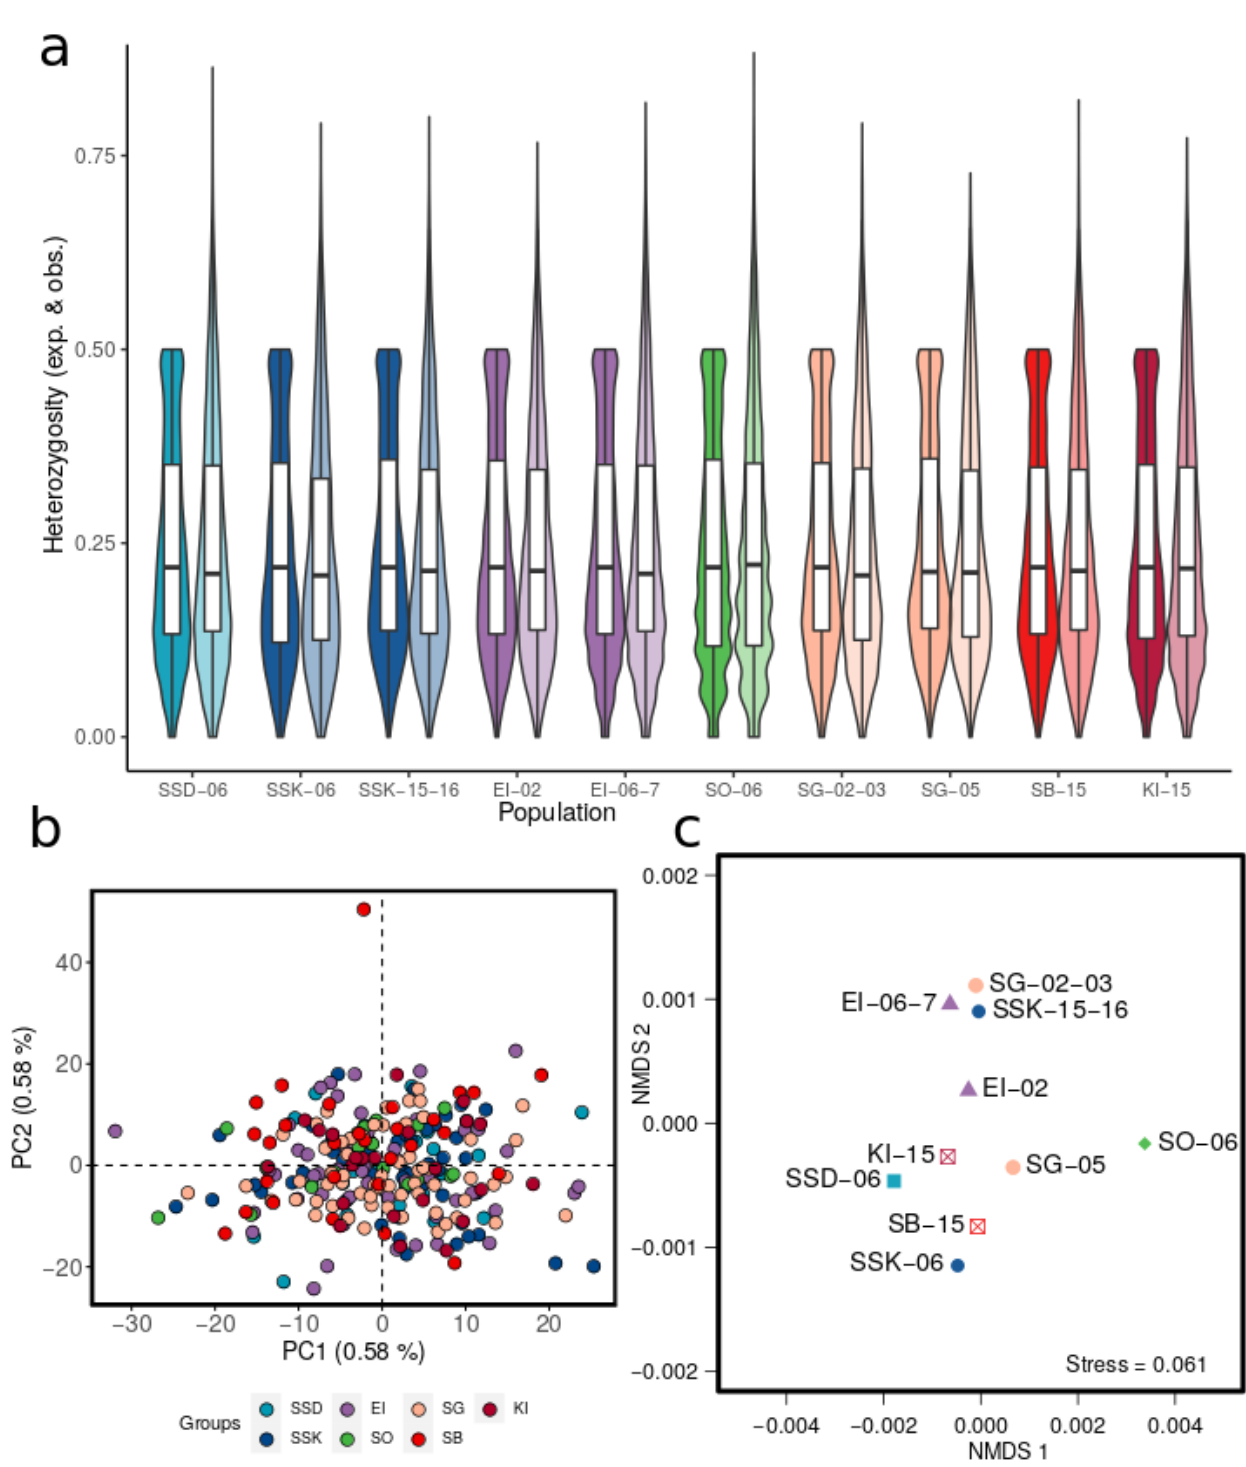 a
Heterozygosity (exp. & obs.)
0.75
0.50
0.25
0.00
SSD−06 SSK−06 SSK−15−16 EI−02 EI−06−7 SO−06 SG−02−03 SG−05 SB−15 KI−15
Population
b
PC2 (0.58 %)
40
20
0
−20
−30 −20 −10 0 10 20
PC1 (0.58 %)
Groups
SSD EI SG KI
SSK SO SB
c
NMDS 2
0.002
0.001
0.000
−0.001
−0.002
SG−02−03
EI−06−7
SSK−15−16
EI−02
SO−06
KI−15
SG−05
SSD−06
SB−15
SSK−06
Stress = 0.061
−0.004 −0.002 0.000 0.002 0.004
NMDS 1